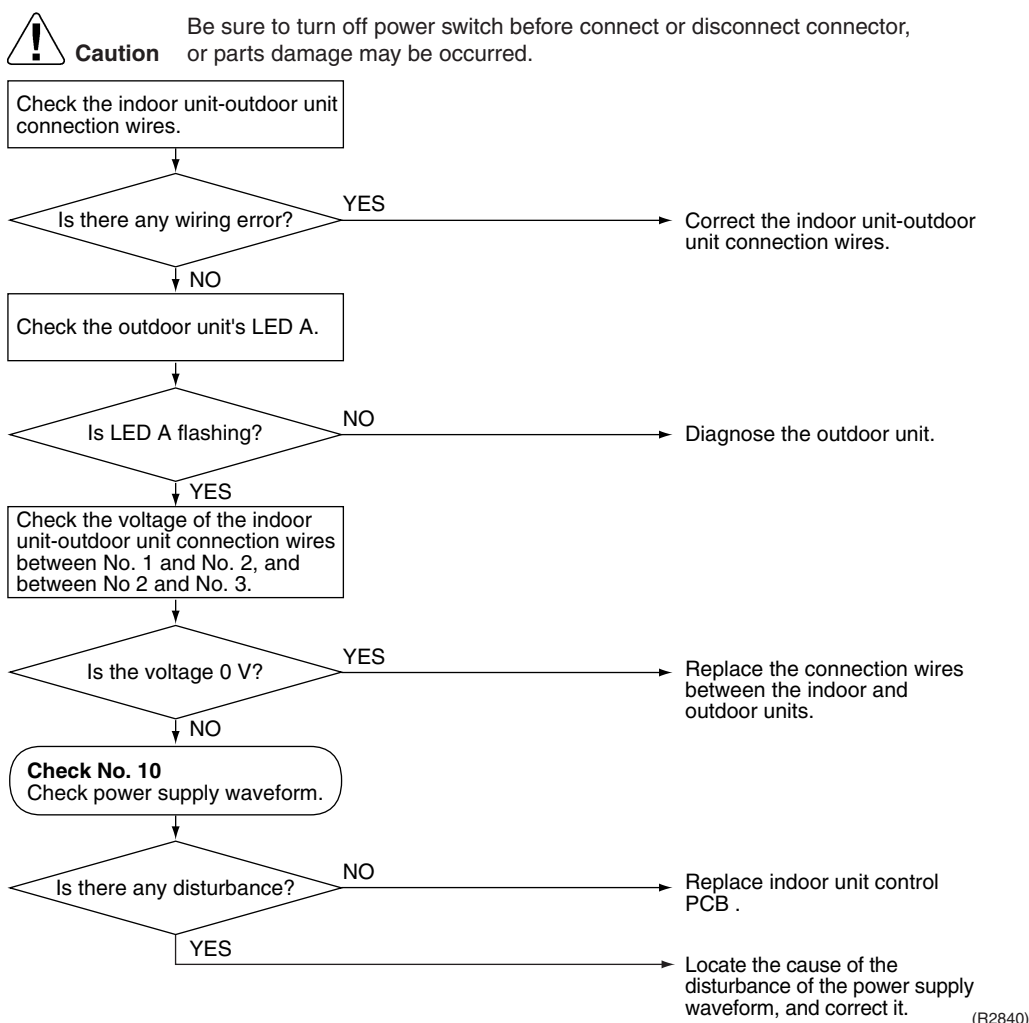 Be sure to turn off power switch before connect or disconnect connector,
Caution or parts damage may be occurred.
Check the indoor unit-outdoor unit
connection wires.
Is there any wiring error?
YES
Correct the indoor unit-outdoor
unit connection wires.
NO
Check the outdoor unit's LED A.
Is LED A flashing?
NO
Diagnose the outdoor unit.
YES
Check the voltage of the indoor
unit-outdoor unit connection wires
between No. 1 and No. 2, and
between No 2 and No. 3.
Is the voltage 0 V?
YES
Replace the connection wires
between the indoor and
outdoor units.
NO
Check No. 10
Check power supply waveform.
Is there any disturbance?
NO
Replace indoor unit control
PCB .
YES
Locate the cause of the
disturbance of the power supply
waveform, and correct it.
(R2840)